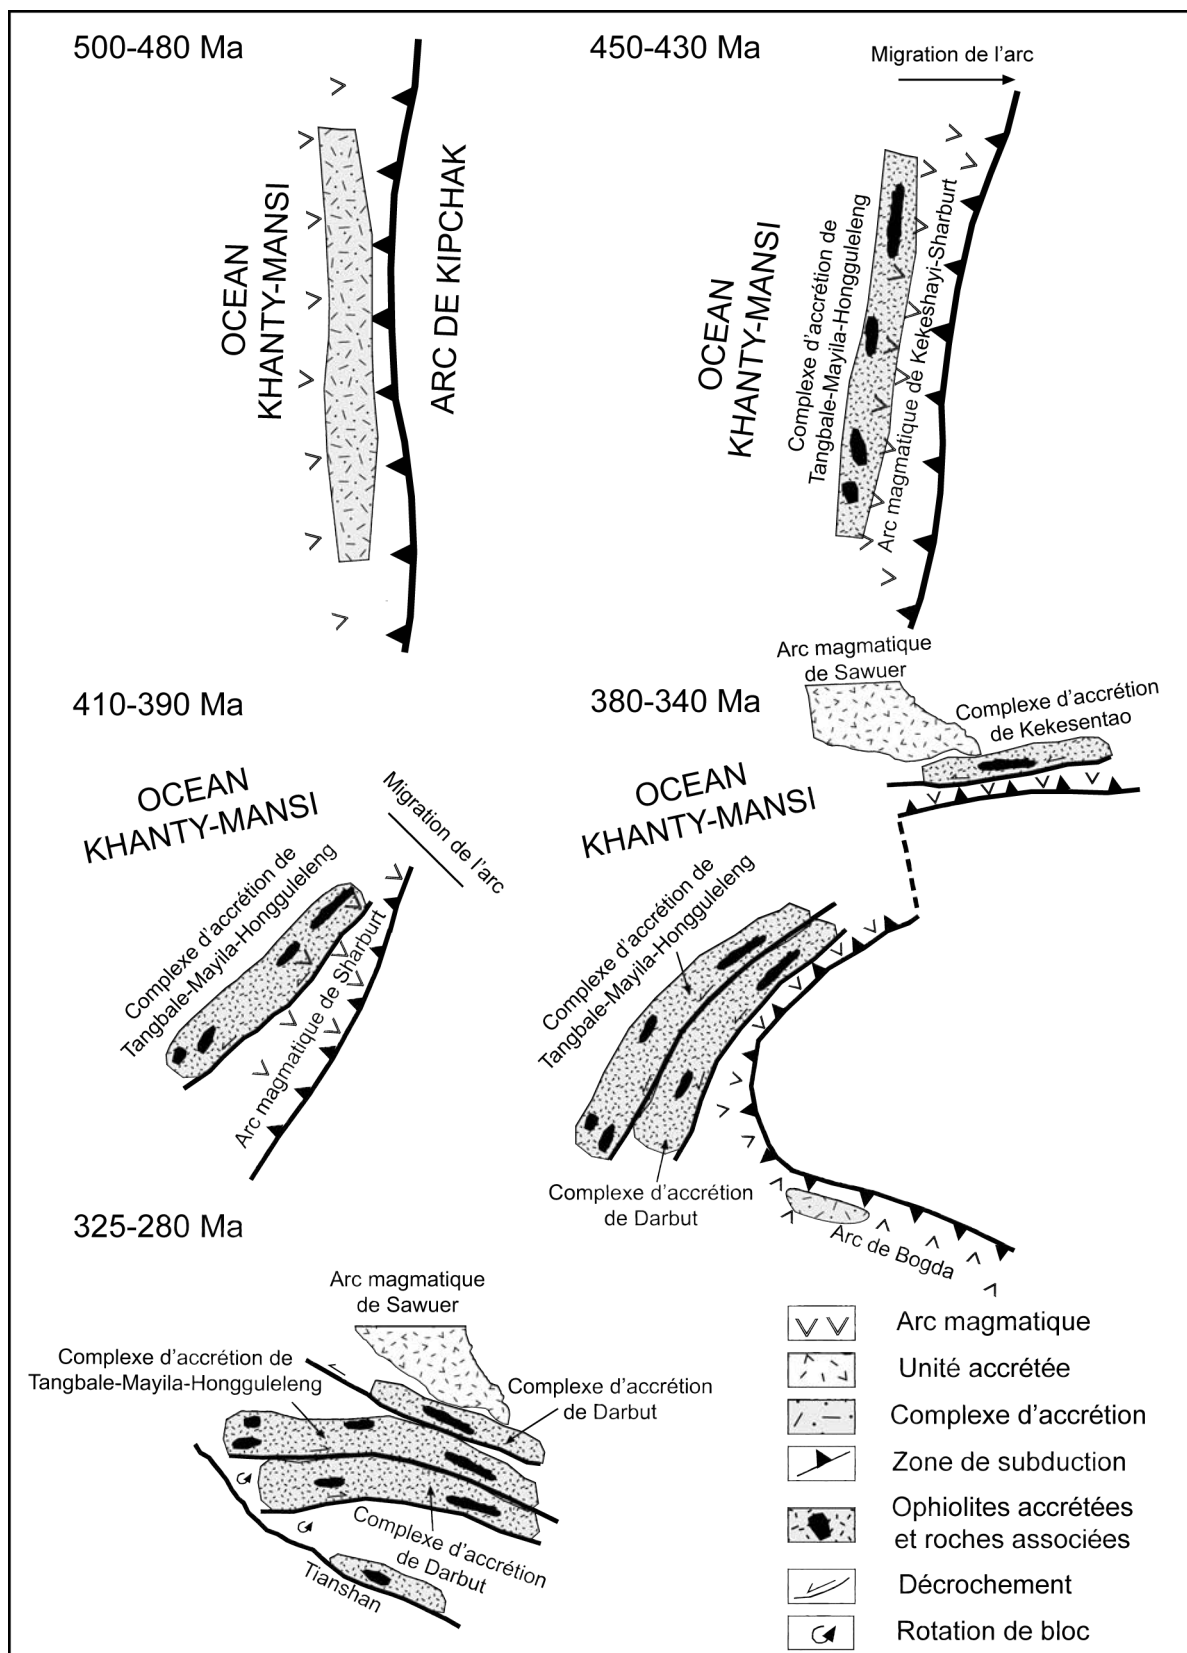 500-480 Ma
OCEAN
KHANTY-MANSI
ARC DE KIPCHAK
450-430 Ma
Migration de l'arc
OCEAN
KHANTY-MANSI
Complexe d'accrétion de
Tangbale-Mayila-Hongguleleng
Arc magmatique de Kekeshayi-Sharburt
410-390 Ma
OCEAN
KHANTY-MANSI
Migration de l'arc
Complexe d'accrétion de
Tangbale-Mayila-Hongguleleng
Arc magmatique de Sharburt
380-340 Ma
Arc magmatique
de Sawuer
Complexe d'accrétion
de Kekesentao
OCEAN
KHANTY-MANSI
Complexe d'accrétion de
Tangbale-Mayila-Hongguleleng
Complexe d'accrétion
de Darbut
Arc de Bogda
325-280 Ma
Arc magmatique
de Sawuer
Complexe d'accrétion de
Tangbale-Mayila-Hongguleleng
Complexe d'accrétion
de Darbut
Complexe d'accrétion
de Darbut
Tianshan
Arc magmatique
Unité accrétée
Complexe d'accrétion
Zone de subduction
Ophiolites accrétées
et roches associées
Décrochement
Rotation de bloc